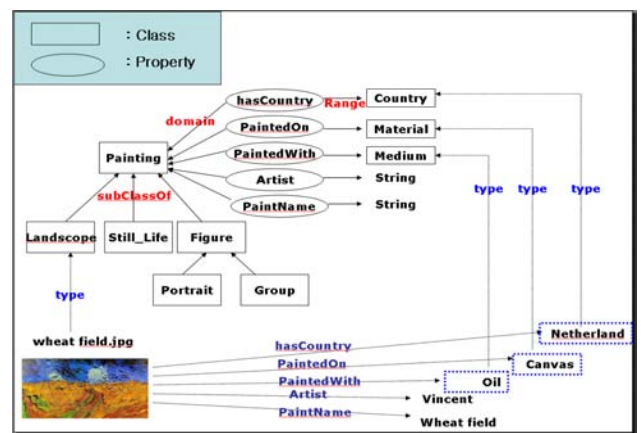 : Class
: Property
hasCountry
Range
Country
domain
PaintedOn
Material
Painting
PaintedWith
Medium
Artist
String
subClassOf
PaintName
String
type
type
type
Landscope
Still_Life
Figure
type
Portrait
Group
wheat field.jpg
hasCountry
Netherland
PaintedOn
Canvas
PaintedWith
Oil
Artist
Vincent
PaintName
Wheat field